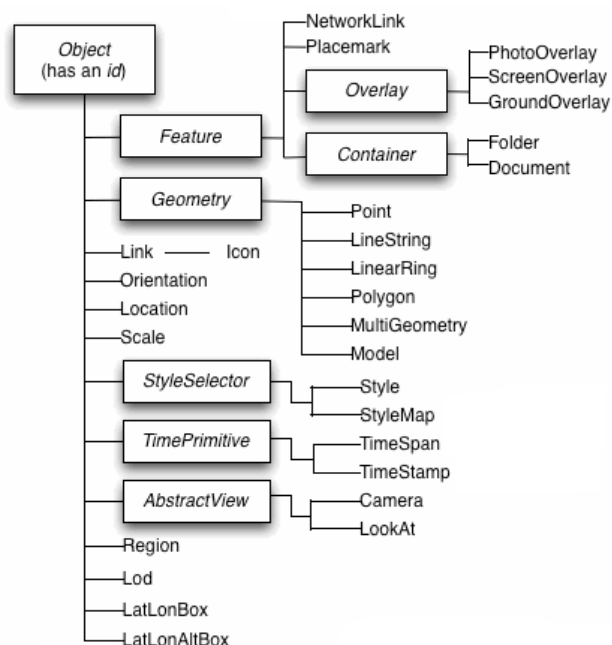 Object
(has an id)
NetworkLink
Placemark
Overlay
PhotoOverlay
ScreenOverlay
GroundOverlay
Feature
Container
Folder
Document
Geometry
Point
LineString
LinearRing
Polygon
MultiGeometry
Model
Link
Icon
Orientation
Location
Scale
StyleSelector
Style
StyleMap
TimePrimitive
TimeSpan
TimeStamp
AbstractView
Camera
LookAt
Region
Lod
LatLonBox
LatLonAltBox